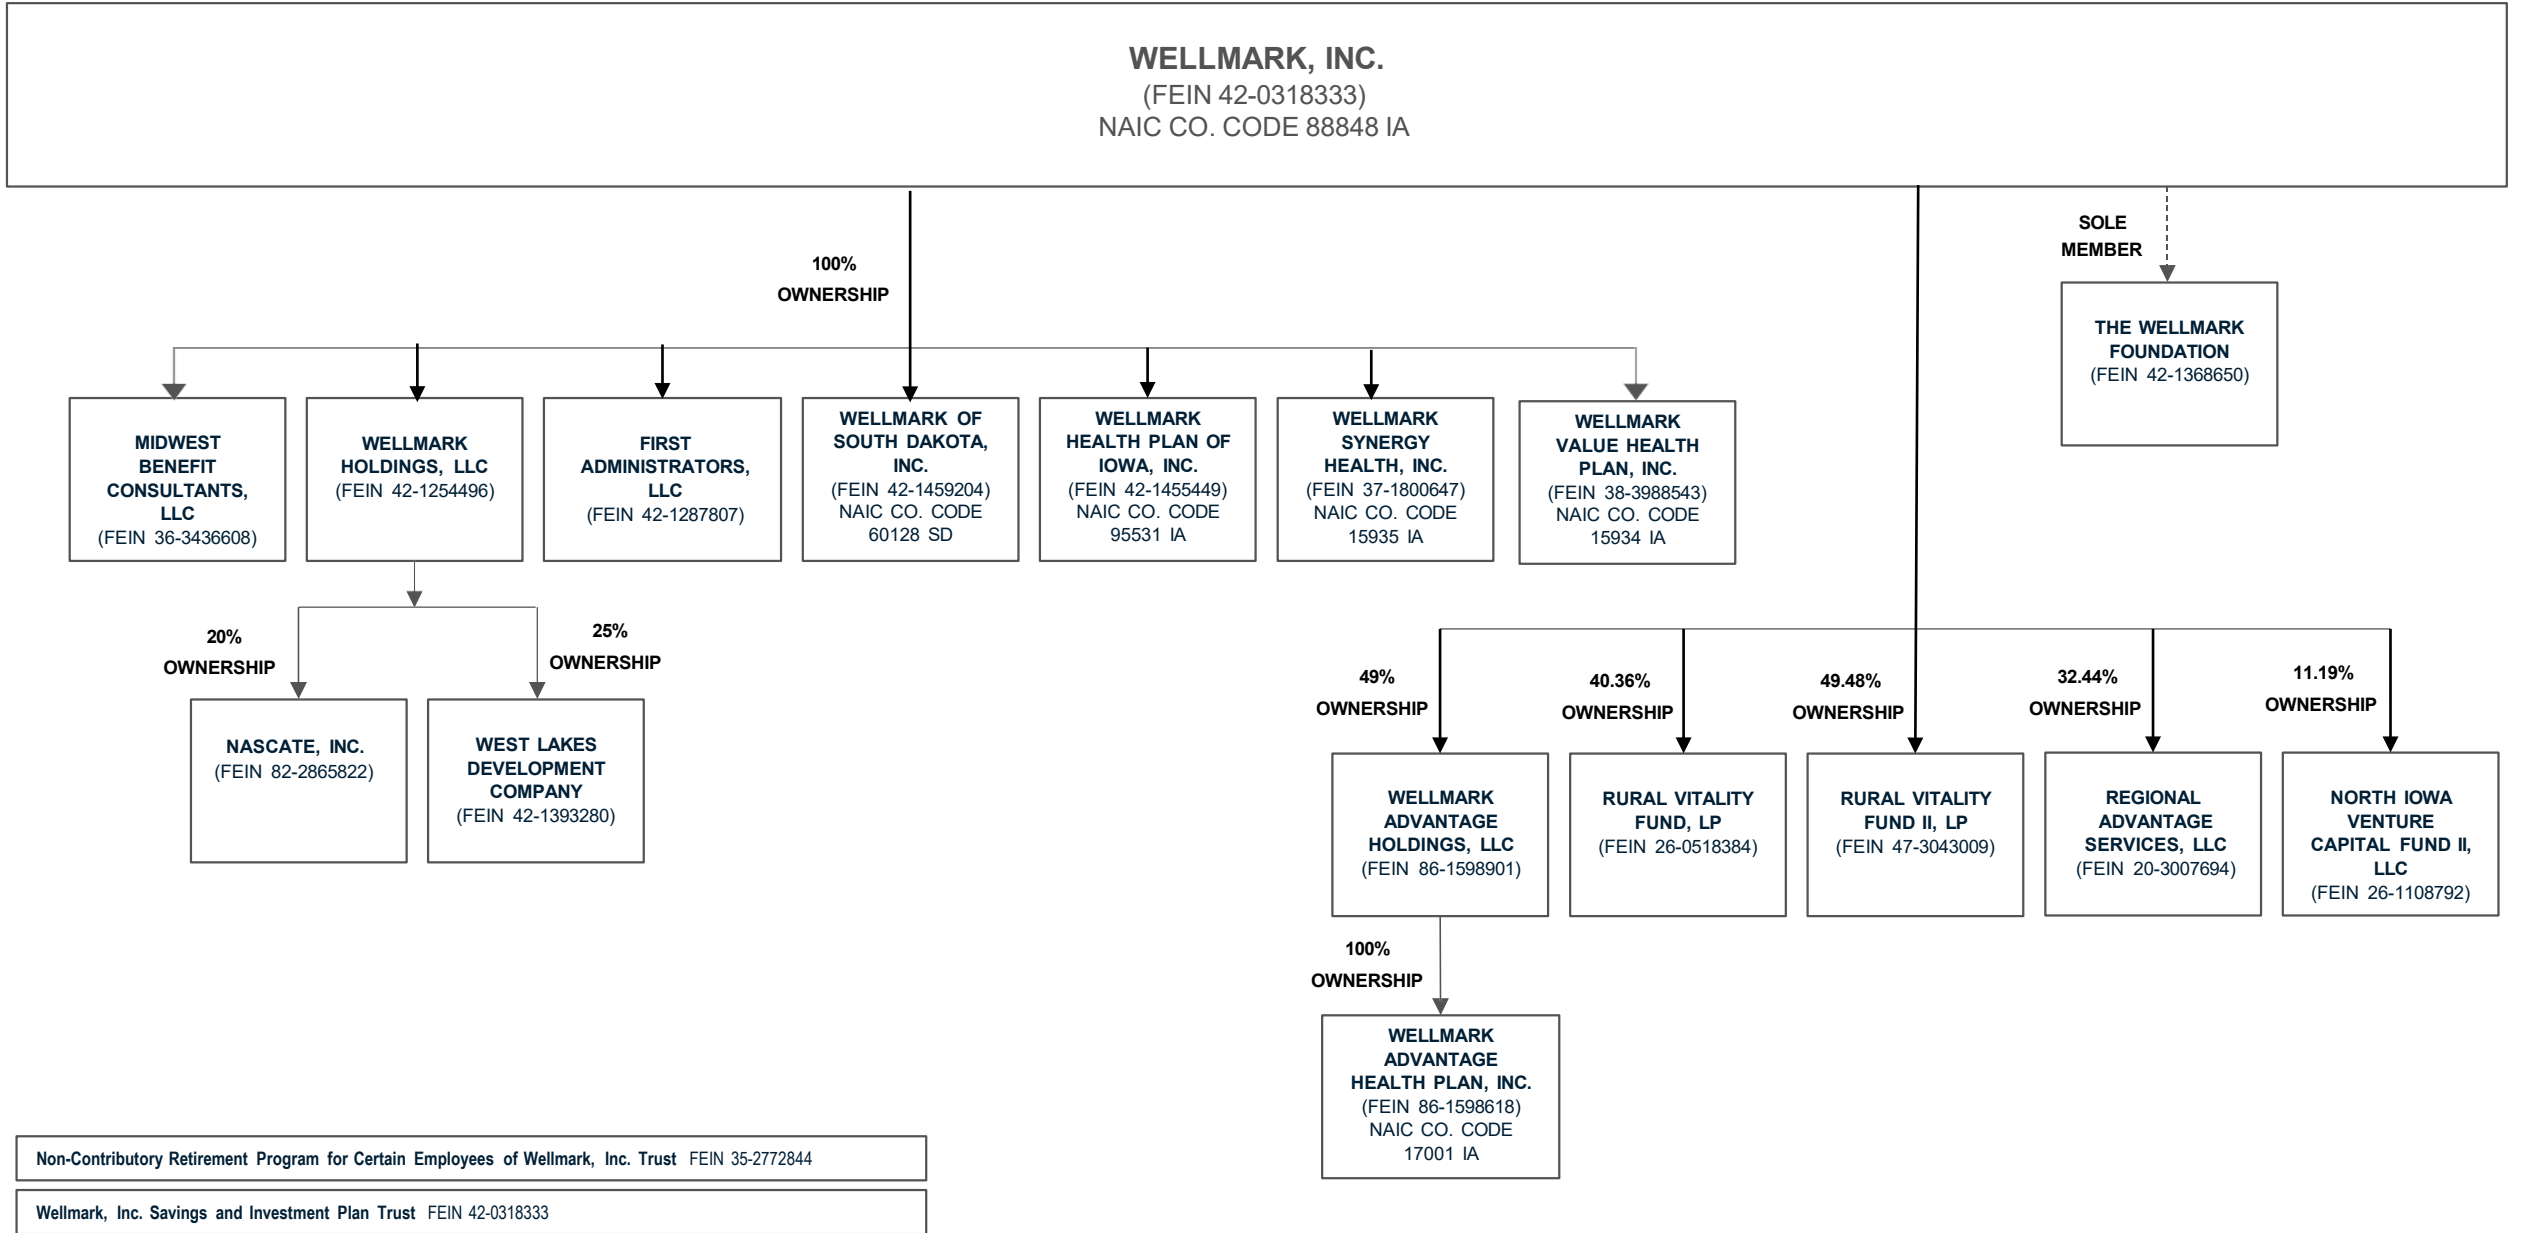 WELLMARK, INC.
(FEIN 42-0318333)
NAIC CO. CODE 88848 IA
SOLE
MEMBER
100%
OWNERSHIP
THE WELLMARK
FOUNDATION
(FEIN 42-1368650)
MIDWEST
BENEFIT
CONSULTANTS,
LLC
(FEIN 36-3436608)
WELLMARK
HOLDINGS, LLC
(FEIN 42-1254496)
FIRST
ADMINISTRATORS,
LLC
(FEIN 42-1287807)
WELLMARK OF
SOUTH DAKOTA,
INC.
(FEIN 42-1459204)
NAIC CO. CODE
60128 SD
WELLMARK
HEALTH PLAN OF
IOWA, INC.
(FEIN 42-1455449)
NAIC CO. CODE
95531 IA
WELLMARK
SYNERGY
HEALTH, INC.
(FEIN 37-1800647)
NAIC CO. CODE
15935 IA
WELLMARK
VALUE HEALTH
PLAN, INC.
(FEIN 38-3988543)
NAIC CO. CODE
15934 IA
20%
OWNERSHIP
25%
OWNERSHIP
NASCATE, INC.
(FEIN 82-2865822)
WEST LAKES
DEVELOPMENT
COMPANY
(FEIN 42-1393280)
49%
OWNERSHIP
40.36%
OWNERSHIP
49.48%
OWNERSHIP
32.44%
OWNERSHIP
11.19%
OWNERSHIP
WELLMARK
ADVANTAGE
HOLDINGS, LLC
(FEIN 86-1598901)
RURAL VITALITY
FUND, LP
(FEIN 26-0518384)
RURAL VITALITY
FUND II, LP
(FEIN 47-3043009)
REGIONAL
ADVANTAGE
SERVICES, LLC
(FEIN 20-3007694)
NORTH IOWA
VENTURE
CAPITAL FUND II,
LLC
(FEIN 26-1108792)
100%
OWNERSHIP
WELLMARK
ADVANTAGE
HEALTH PLAN, INC.
(FEIN 86-1598618)
NAIC CO. CODE
17001 IA
Non-Contributory Retirement Program for Certain Employees of Wellmark, Inc. Trust FEIN 35-2772844
Wellmark, Inc. Savings and Investment Plan Trust FEIN 42-0318333